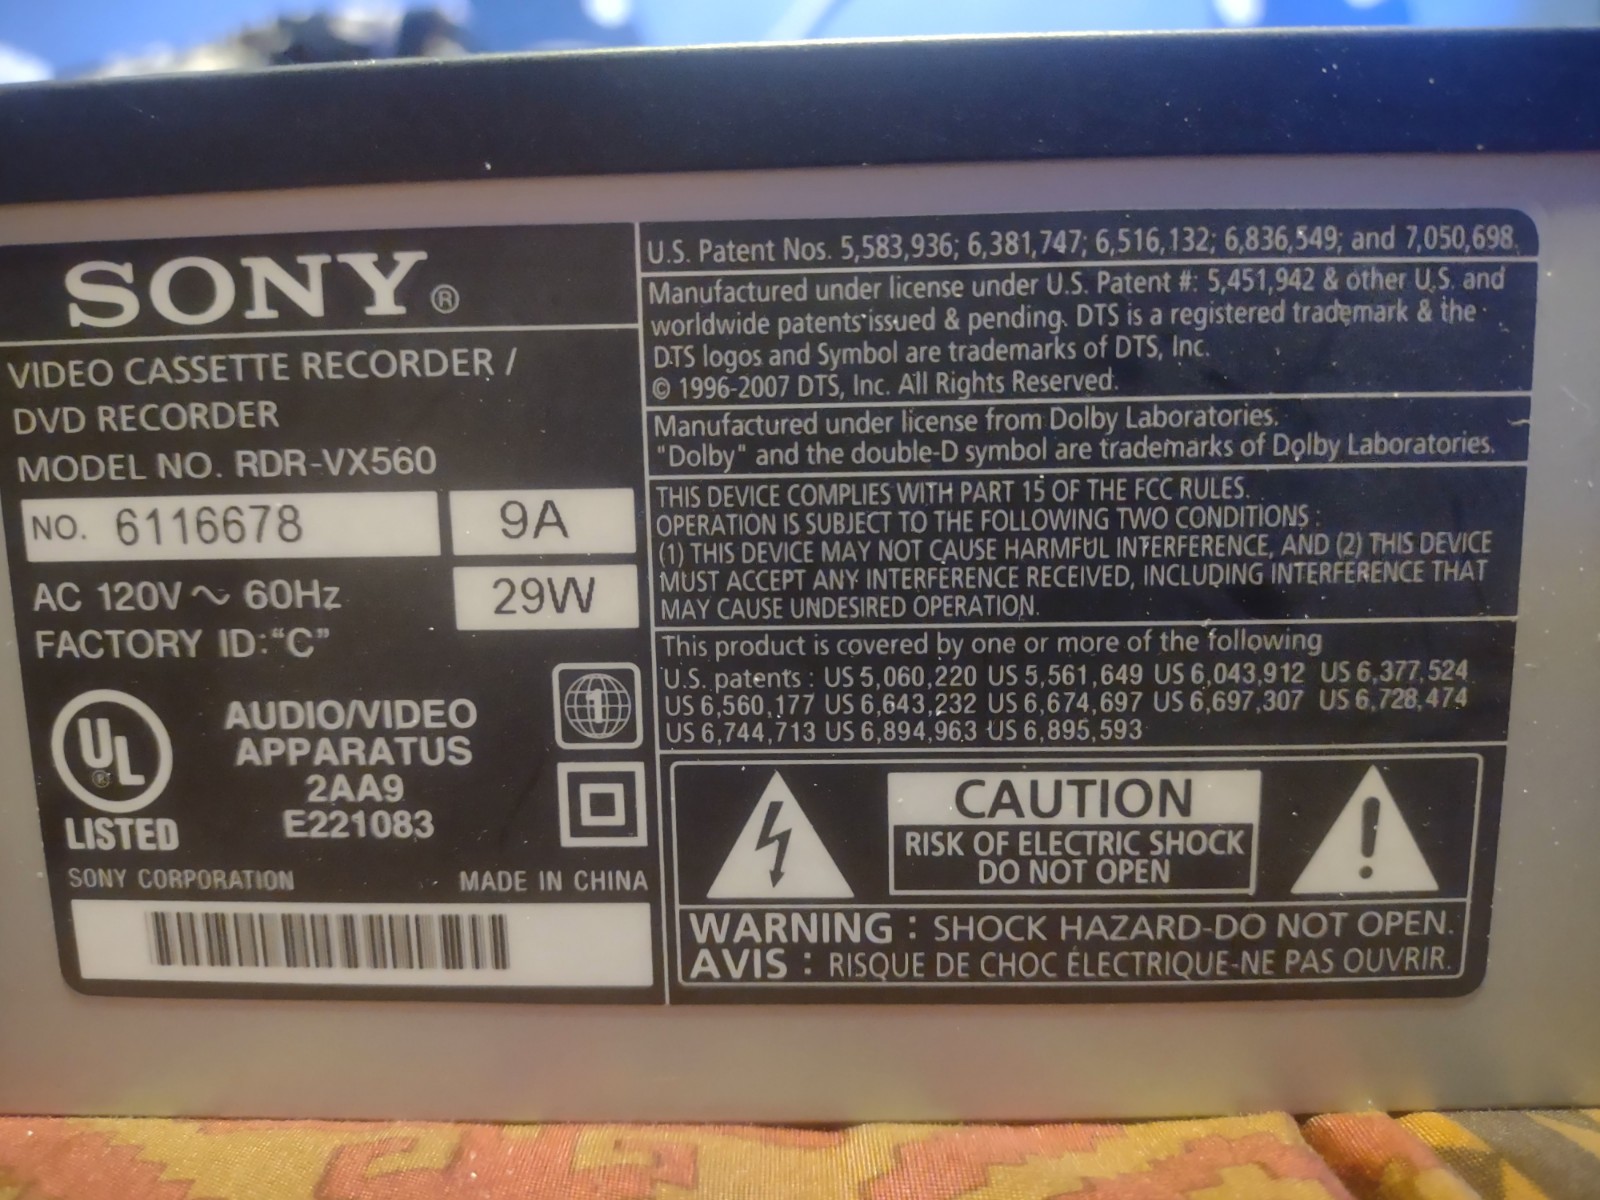 SONY®
VIDEO CASSETTE RECORDER /
DVD RECORDER
MODEL NO. RDR-VX560
NO. 6116678
9A
AC 120V ~ 60Hz
29W
FACTORY ID:“C”
UL ®
LISTED
AUDIO/VIDEO
APPARATUS
2AA9
E221083
1
SONY CORPORATION
MADE IN CHINA
U.S. Patent Nos. 5,583,936; 6,381,747; 6,516,132; 6,836,549; and 7,050,698.
Manufactured under license under U.S. Patent #: 5,451,942 & other U.S. and
worldwide patents issued & pending. DTS is a registered trademark & the
DTS logos and Symbol are trademarks of DTS, Inc.
© 1996-2007 DTS, Inc. All Rights Reserved.
Manufactured under license from Dolby Laboratories.
"Dolby" and the double-D symbol are trademarks of Dolby Laboratories.
THIS DEVICE COMPLIES WITH PART 15 OF THE FCC RULES.
OPERATION IS SUBJECT TO THE FOLLOWING TWO CONDITIONS :
(1) THIS DEVICE MAY NOT CAUSE HARMFUL INTERFERENCE, AND (2) THIS DEVICE
MUST ACCEPT ANY INTERFERENCE RECEIVED, INCLUDING INTERFERENCE THAT
MAY CAUSE UNDESIRED OPERATION.
This product is covered by one or more of the following
U.S. patents : US 5,060,220 US 5,561,649 US 6,043,912 US 6,377,524
US 6,560,177 US 6,643,232 US 6,674,697 US 6,697,307 US 6,728,474
US 6,744,713 US 6,894,963 US 6,895,593
CAUTION
RISK OF ELECTRIC SHOCK
DO NOT OPEN
WARNING : SHOCK HAZARD-DO NOT OPEN.
AVIS : RISQUE DE CHOC ÉLECTRIQUE-NE PAS OUVRIR.